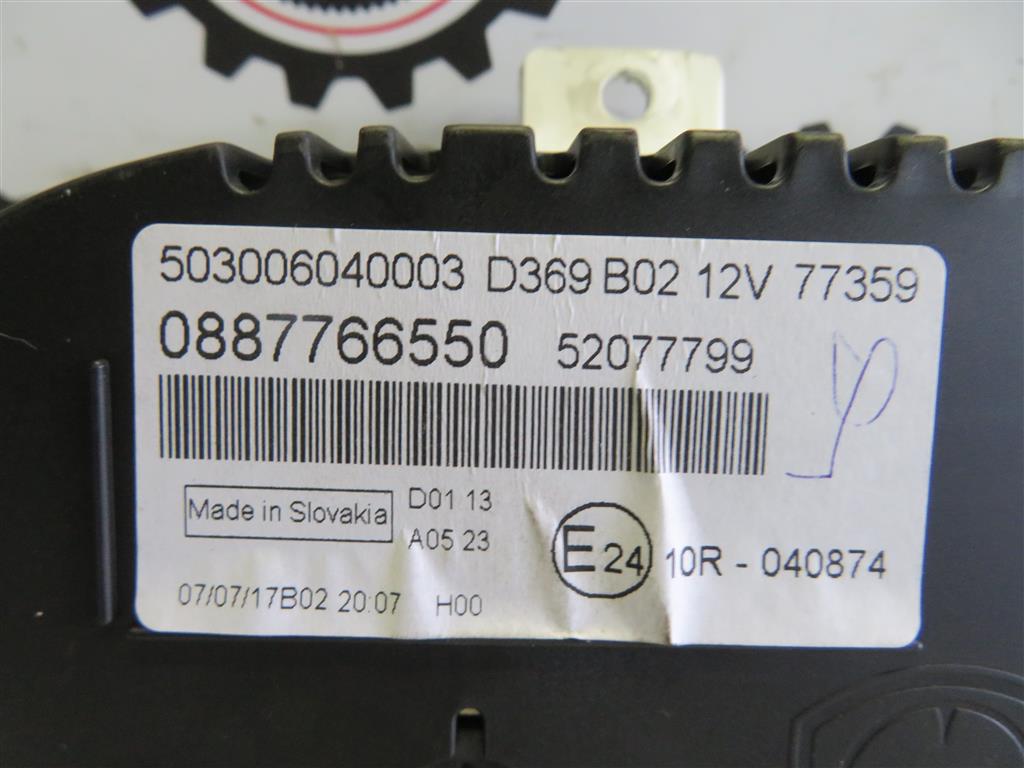 503006040003 D369 B02 12V 77359
0887766550 52077799
Made in Slovakia D01 13
A05 23
E24 10R - 040874
07/07/17B02 20:07 H00